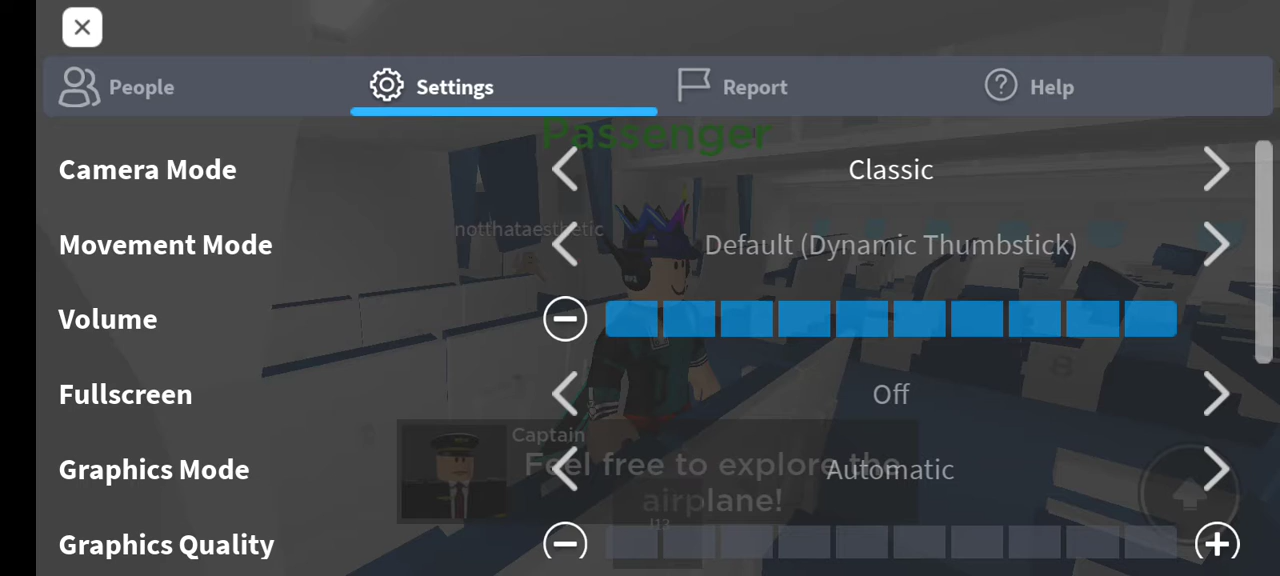 People
Settings
Report
Help
Passenger
Camera Mode
Classic
notthataesthetic
Movement Mode
Default (Dynamic Thumbstick)
Volume
Fullscreen
Off
Captain
Feel free to explore the
airplane!
Graphics Mode
Automatic
Graphics Quality